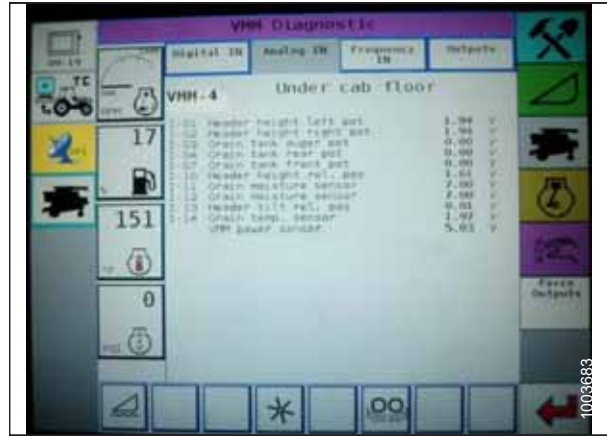 VMM Diagnostic
09:19
Digital IN
Analog IN
Frequency IN
Outputs
VMM-4 Under cab floor
Header height left pot 1.94 V
Header height right pot 1.94 V
Grain tank auger pot 0.00 V
Grain tank rear pot 0.00 V
Grain tank front pot 0.00 V
Header height rel. pos 1.61 V
Grain moisture sensor 7.00 V
Grain moisture sensor 7.00 V
Header tilt rel. pos 0.01 V
Grain temp. sensor V
VMM power sensor 5.03 V
TC
17
151
0
Force
Outputs
1003683